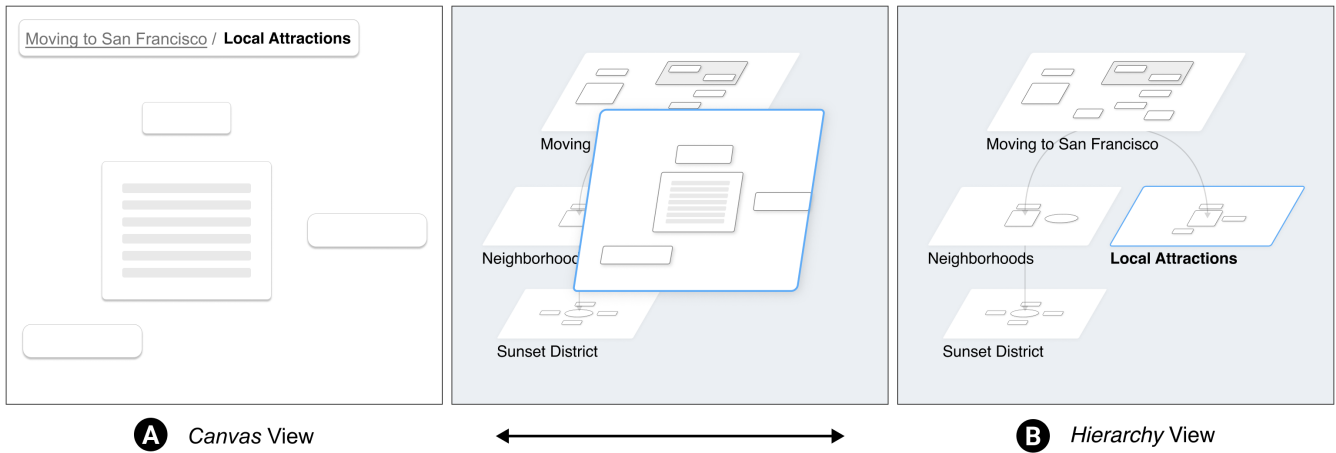 Moving to San Francisco / Local Attractions
Moving
Neighborhood
Sunset District
Moving to San Francisco
Neighborhoods
Local Attractions
Sunset District
A Canvas View
B Hierarchy View